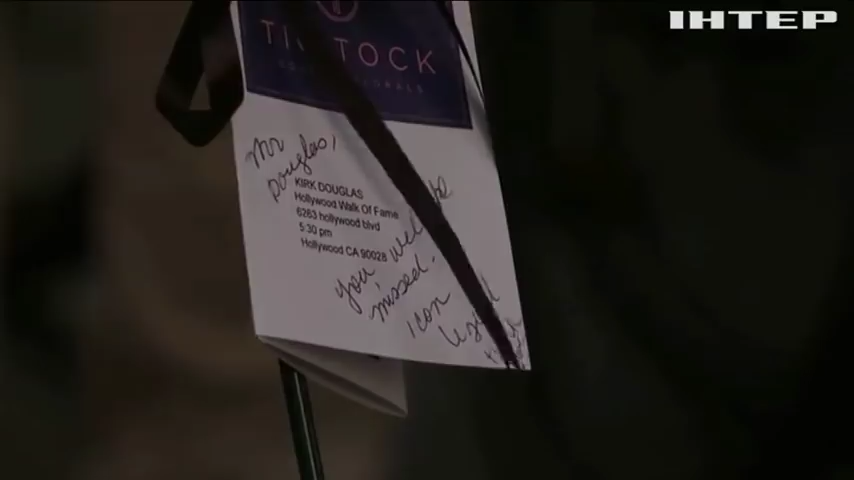 ІНТЕР
TOCK
Mr
Douglas,
KIRK DOUGLAS
Hollywood Walk Of Fame
6263 hollywood blvd
5:30 pm
Hollywood CA 90028
you will be
missed.
icon